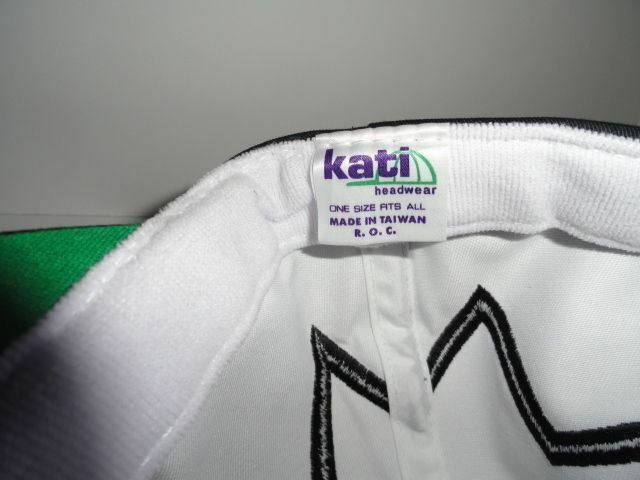 kati
headwear
ONE SIZE FITS ALL
MADE IN TAIWAN
R. O. C.